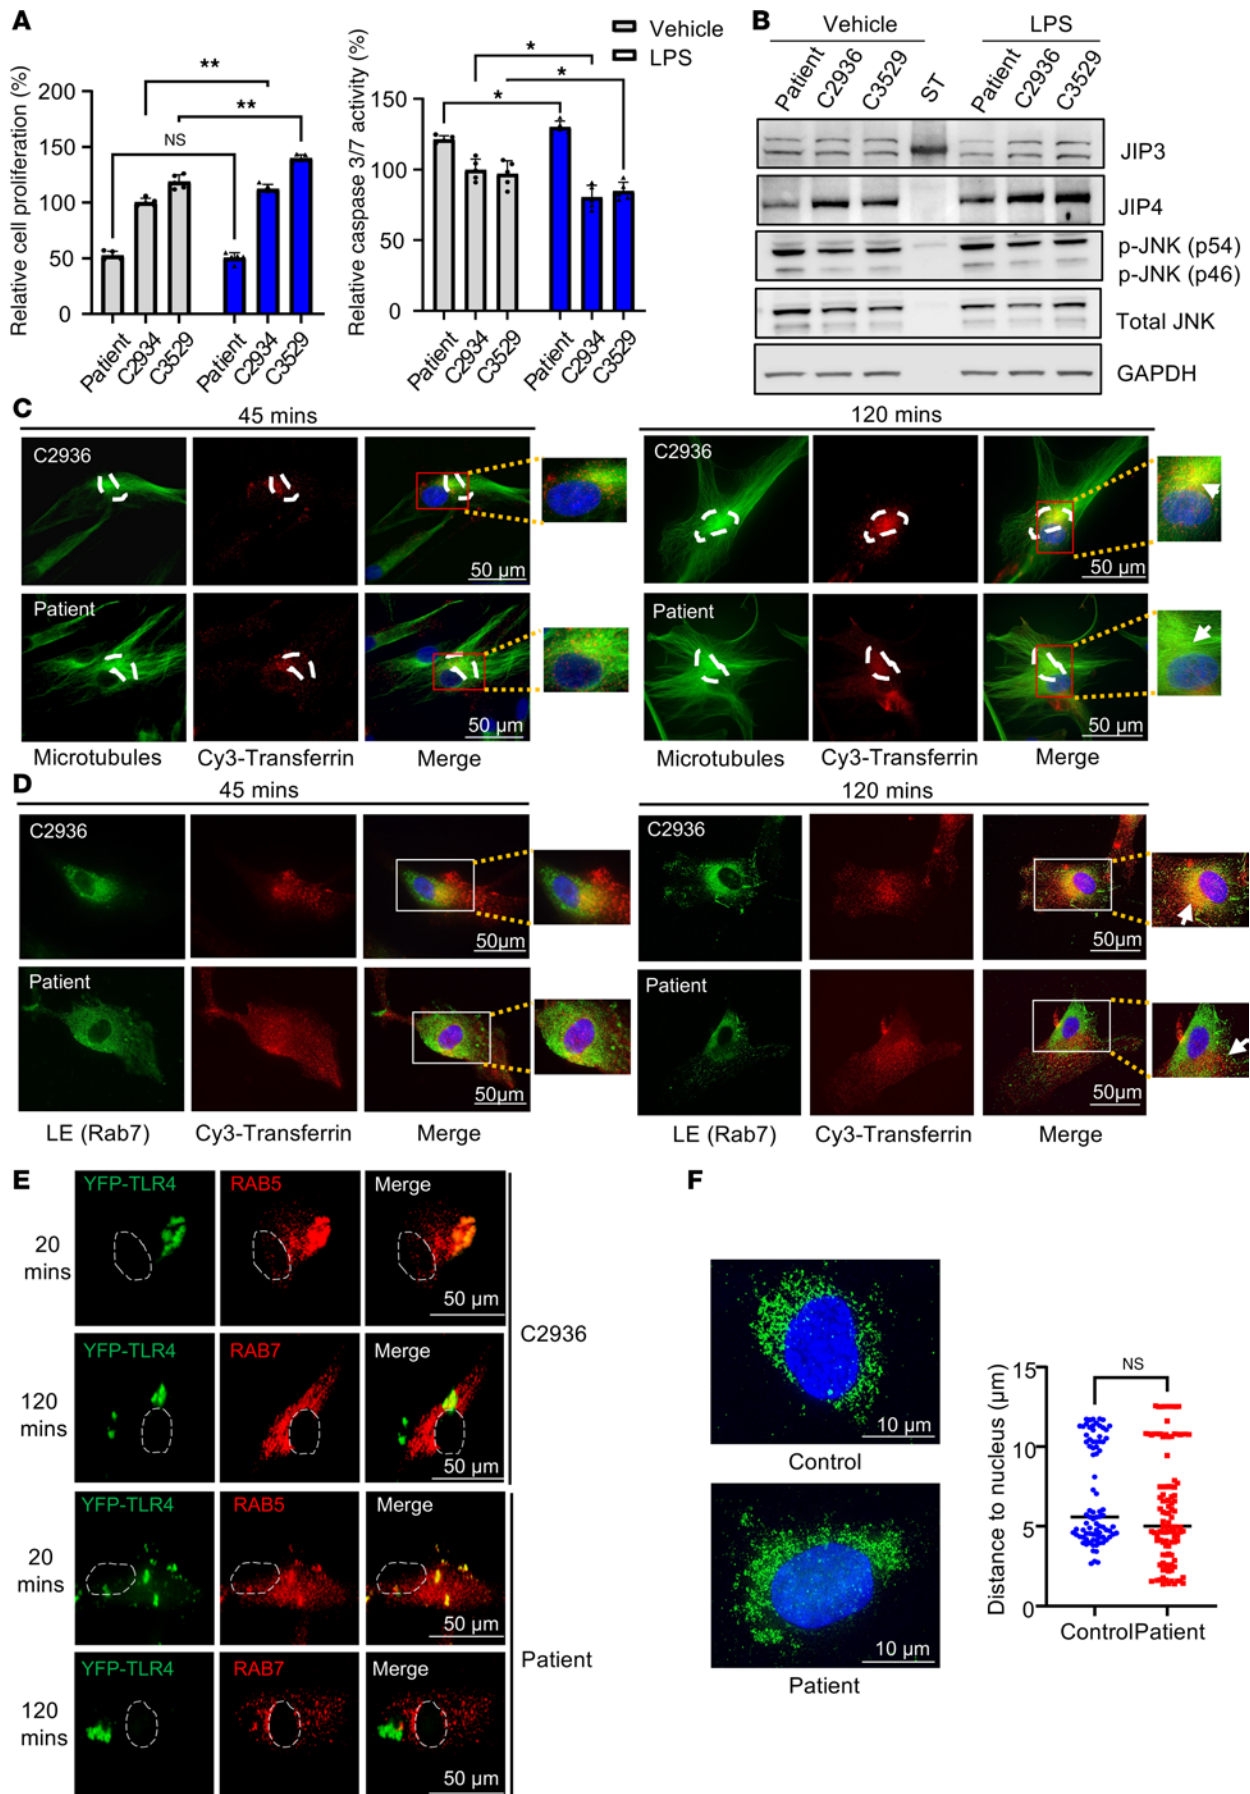 A
Vehicle
LPS
Relative cell proliferation (%)
200
150
100
50
0
**
**
NS
Patient
C2934
C3529
Patient
C2934
C3529
Relative caspase 3/7 activity (%)
150
100
50
0
*
*
*
Patient
C2934
C3529
Patient
C2934
C3529
B
Vehicle
LPS
Patient
C2936
C3529
ST
Patient
C2936
C3529
JIP3
JIP4
p-JNK (p54)
p-JNK (p46)
Total JNK
GAPDH
C
45 mins
120 mins
C2936
50 µm
C2936
50 µm
Patient
50 µm
Patient
50 µm
Microtubules
Cy3-Transferrin
Merge
Microtubules
Cy3-Transferrin
Merge
D
45 mins
120 mins
C2936
50µm
C2936
50µm
Patient
50µm
Patient
50µm
LE (Rab7)
Cy3-Transferrin
Merge
LE (Rab7)
Cy3-Transferrin
Merge
E
YFP-TLR4
RAB5
Merge
20 mins
50 µm
YFP-TLR4
RAB7
Merge
120 mins
50 µm
C2936
YFP-TLR4
RAB5
Merge
20 mins
50 µm
YFP-TLR4
RAB7
Merge
120 mins
50 µm
Patient
F
10 µm
Control
10 µm
Patient
Distance to nucleus (µm)
15
10
5
0
NS
Control
Patient